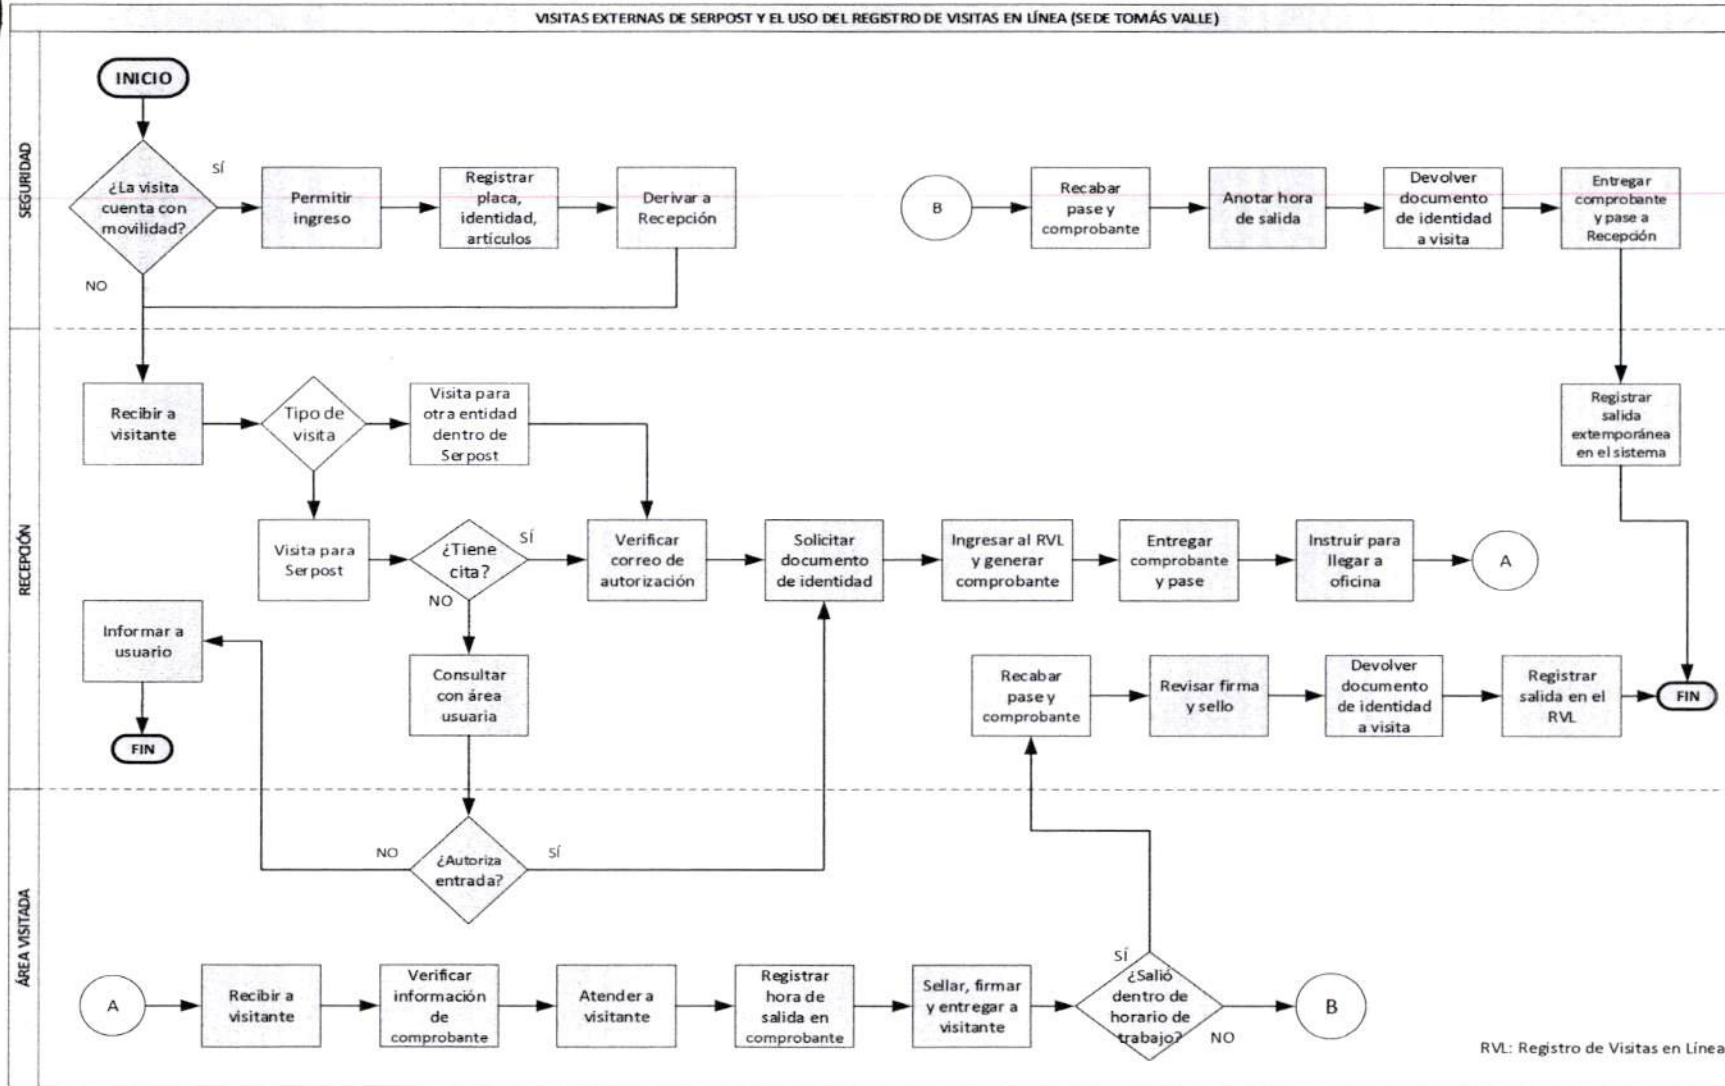 VISITAS EXTERNAS DE SERPOST Y EL USO DEL REGISTRO DE VISITAS EN LÍNEA (SEDE TOMÁS VALLE)
SEGURIDAD
INICIO
¿La visita
cuenta con
movilidad?
SÍ
NO
Permitir
ingreso
Registrar
placa,
identidad,
artículos
Derivar a
Recepción
B
Recabar
pase y
comprobante
Anotar hora
de salida
Devolver
documento
de identidad
a visita
Entregar
comprobante
y pase a
Recepción
RECEPCIÓN
Recibir a
visitante
Tipo de
visita
Visita para
otra entidad
dentro de
Serpost
Registrar
salida
extemporánea
en el sistema
Visita para
Serpost
¿Tiene
cita?
SÍ
NO
Verificar
correo de
autorización
Solicitar
documento
de identidad
Ingresar al RVL
y generar
comprobante
Entregar
comprobante
y pase
Instruir para
llegar a
oficina
A
Informar a
usuario
FIN
Consultar
con área
usuaria
Recabar
pase y
comprobante
Revisar firma
y sello
Devolver
documento
de identidad
a visita
Registrar
salida en el
RVL
FIN
ÁREA VISITADA
NO
¿Autoriza
entrada?
SÍ
A
Recibir a
visitante
Verificar
información
de
comprobante
Atender a
visitante
Registrar
hora de
salida en
comprobante
Sellar, firmar
y entregar a
visitante
SÍ
¿Salió
dentro de
horario de
trabajo?
NO
B
RVL: Registro de Visitas en Línea